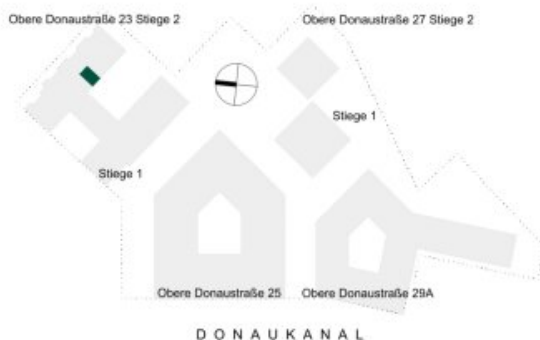 Obere Donaustraße 23 Stiege 2
Obere Donaustraße 27 Stiege 2
Stiege 1
Stiege 1
Obere Donaustraße 25
Obere Donaustraße 29A
DONAUKANAL